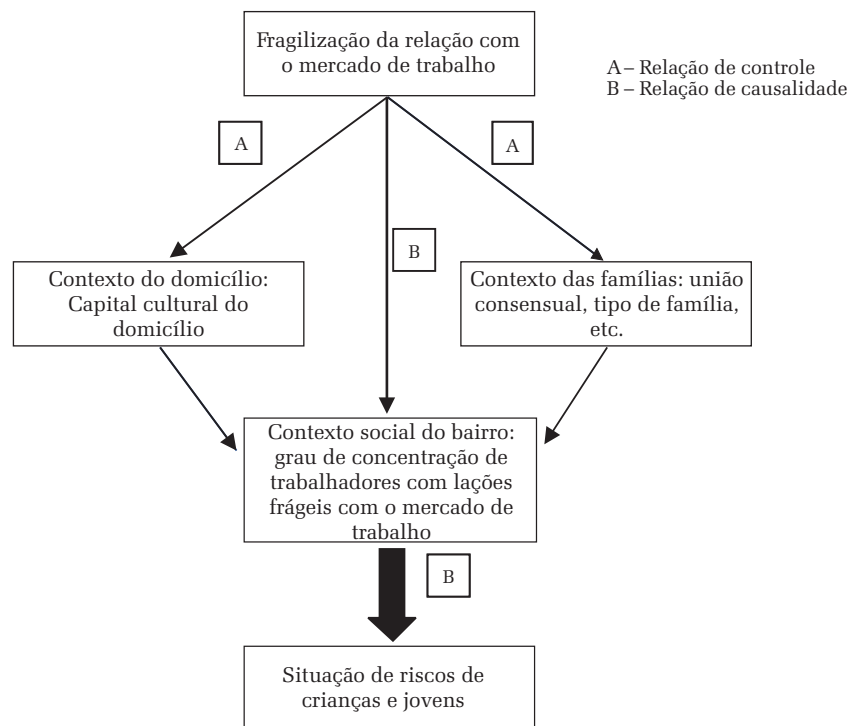 Fragilização da relação com
o mercado de trabalho
A – Relação de controle
B – Relação de causalidade
A
A
B
Contexto do domicílio:
Capital cultural do
domicílio
Contexto das famílias: união
consensual, tipo de família,
etc.
Contexto social do bairro:
grau de concentração de
trabalhadores com lações
frágeis com o mercado de
trabalho
B
Situação de riscos de
crianças e jovens